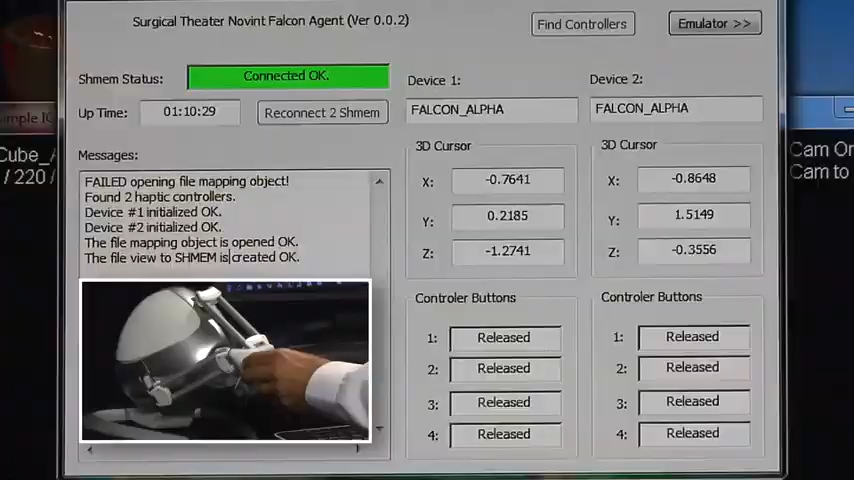 Surgical Theater Novint Falcon Agent (Ver 0.0.2)
Find Controllers
Emulator >>
Shmem Status:
Connected OK.
Up Time:
01:10:29
Reconnect 2 Shmem
Messages:
FAILED opening file mapping object!
Found 2 haptic controllers.
Device #1 initialized OK.
Device #2 initialized OK.
The file mapping object is opened OK.
The file view to SHMEM is created OK.
Device 1:
FALCON_ALPHA
3D Cursor
X: -0.7641
Y: 0.2185
Z: -1.2741
Controler Buttons
1: Released
2: Released
3: Released
4: Released
Device 2:
FALCON_ALPHA
3D Cursor
X: -0.8648
Y: 1.5149
Z: -0.3556
Controler Buttons
1: Released
2: Released
3: Released
4: Released
Cube_
/ 220 /
Cam On
Cam to